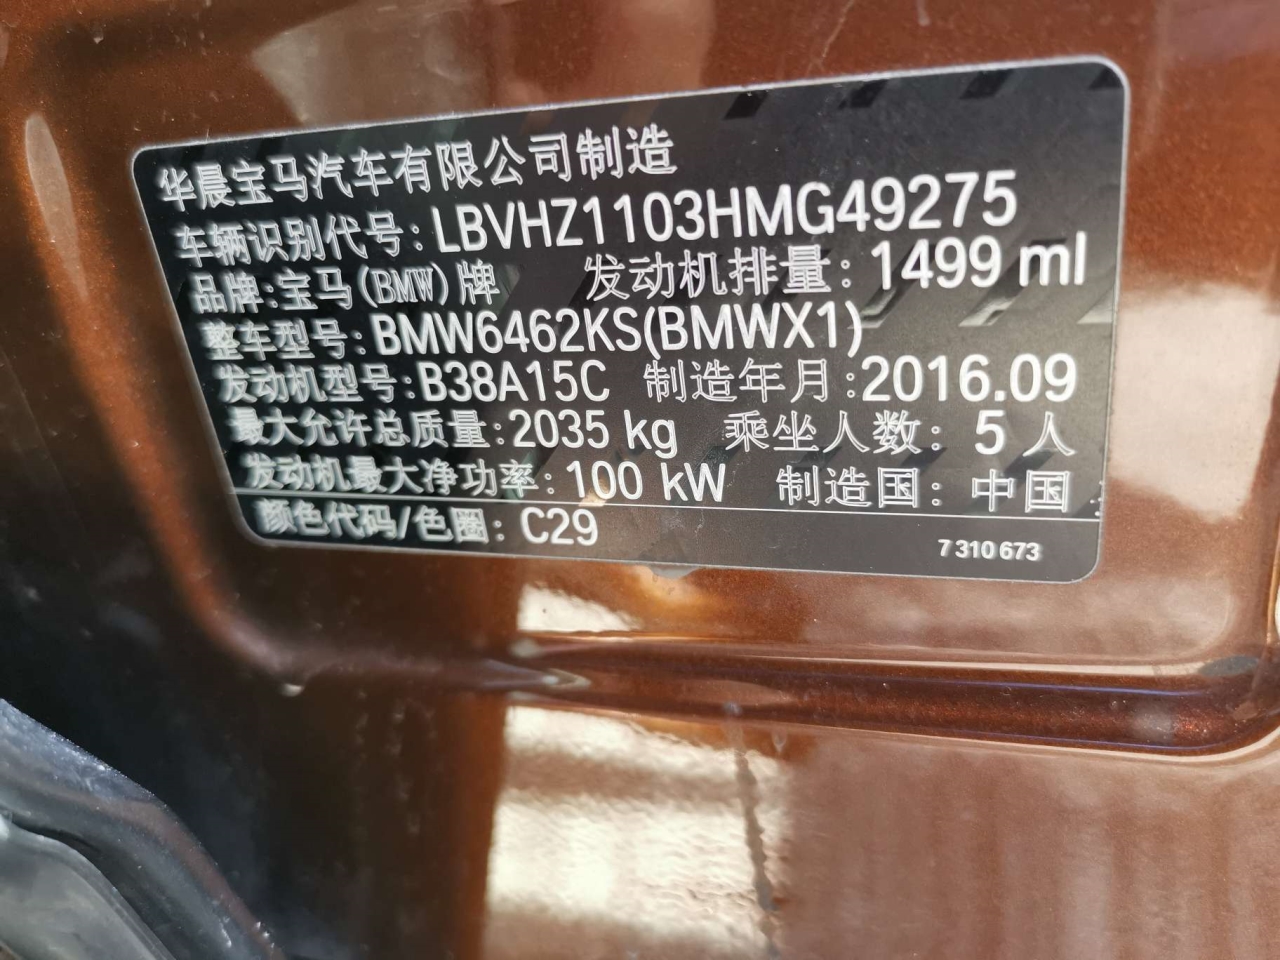 华晨宝马汽车有限公司制造
车辆识别代号: LBVHZ1103HMG49275
品牌:宝马(BMW)牌 发动机排量: 1499 ml
整车型号: BMW6462KS(BMWX1)
发动机型号: B38A15C 制造年月:2016.09
最大允许总质量: 2035 kg 乘坐人数: 5 人
发动机最大净功率: 100 kW 制造国: 中国
颜色代码/色圈: C29
7 310 673